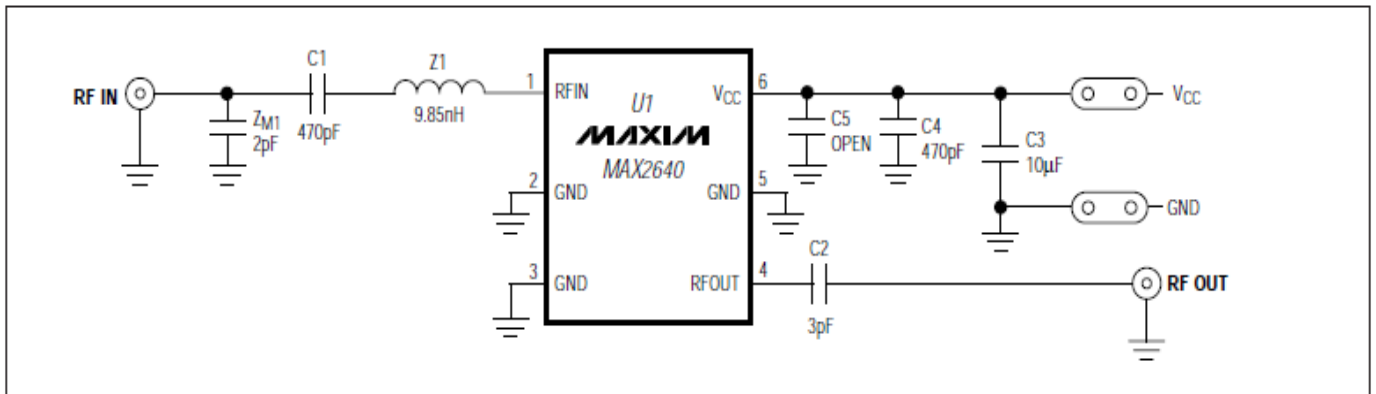 RF IN
ZM1
2pF
C1
470pF
Z1
9.85nH
1
RFIN
2
GND
3
GND
U1
MAXIM
MAX2640
VCC
6
GND
5
RFOUT
4
C5
OPEN
C4
470pF
C3
10µF
VCC
GND
C2
3pF
RF OUT